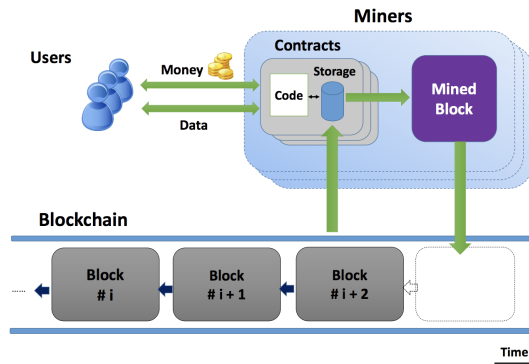 Miners
Users
Contracts
Money
Storage
Code
Mined
Block
Data
Blockchain
Block
# i
Block
# i + 1
Block
# i + 2
......
Time